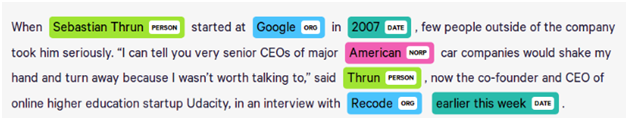 When Sebastian Thrun PERSON started at Google ORG in 2007 DATE , few people outside of the company
took him seriously. “I can tell you very senior CEOs of major American NORP car companies would shake my
hand and turn away because I wasn’t worth talking to,” said Thrun PERSON , now the co-founder and CEO of
online higher education startup Udacity, in an interview with Recode ORG earlier this week DATE .